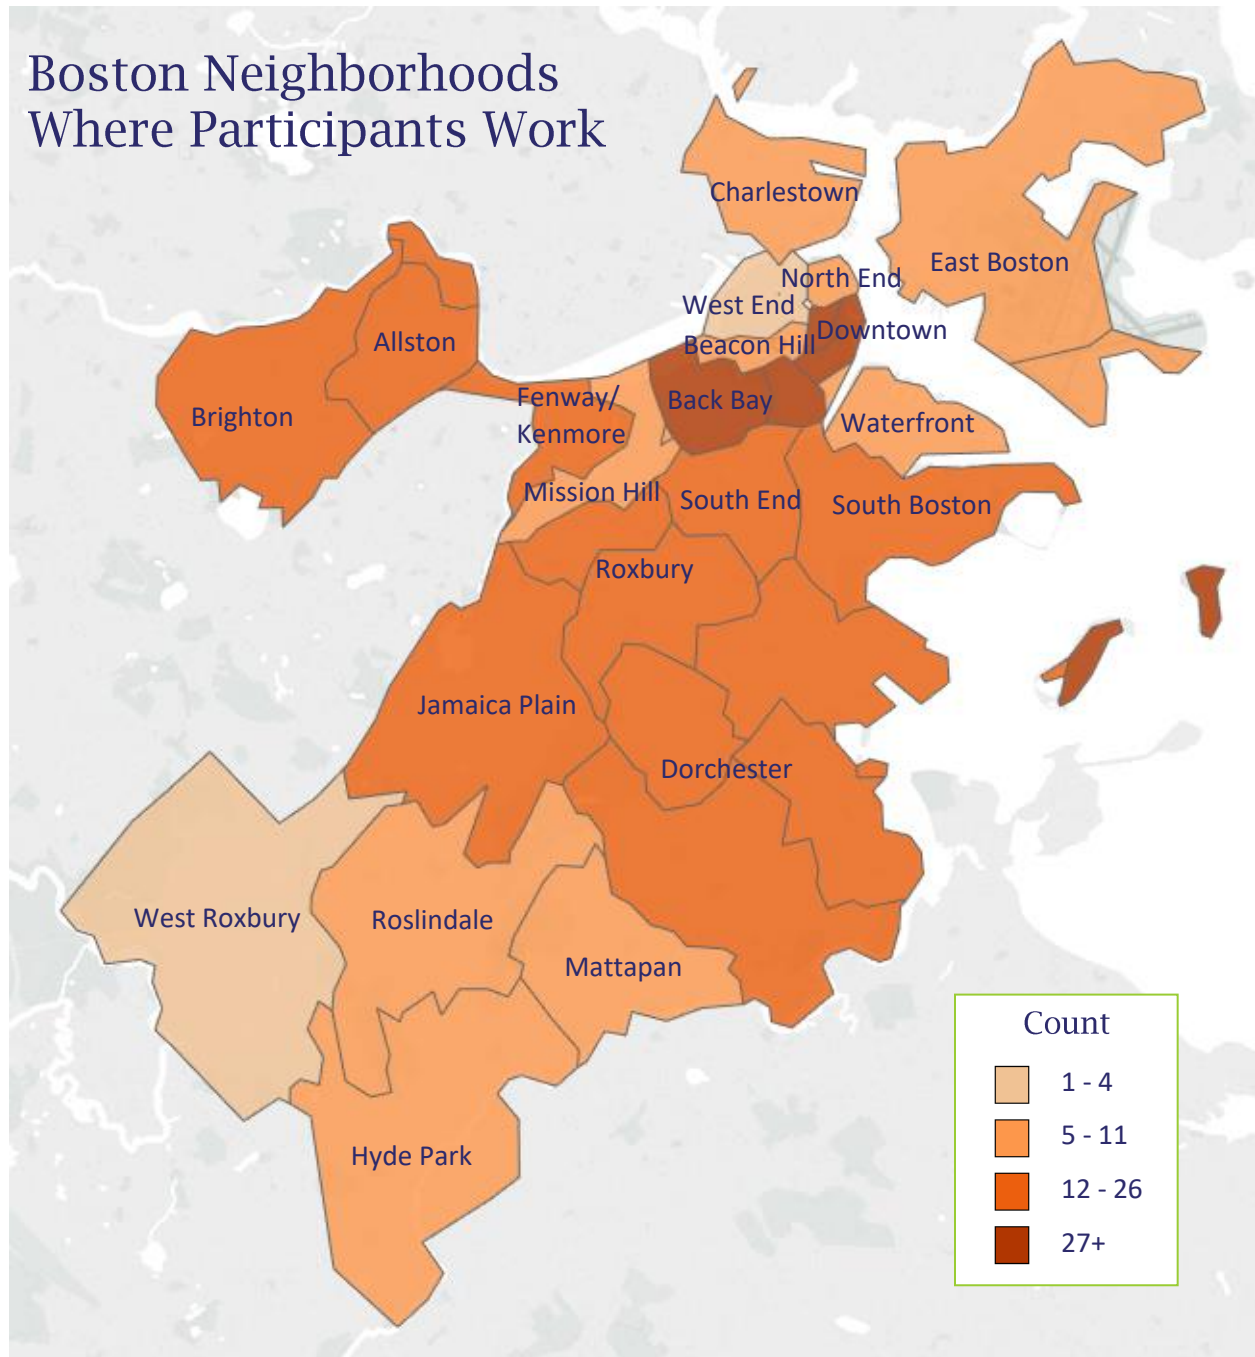 Boston Neighborhoods
Where Participants Work
Charlestown
East Boston
North End
West End
Downtown
Beacon Hill
Allston
Back Bay
Fenway/
Kenmore
Brighton
Waterfront
Mission Hill
South End
South Boston
Roxbury
Jamaica Plain
Dorchester
West Roxbury
Roslindale
Mattapan
Hyde Park
Count
1 - 4
5 - 11
12 - 26
27+